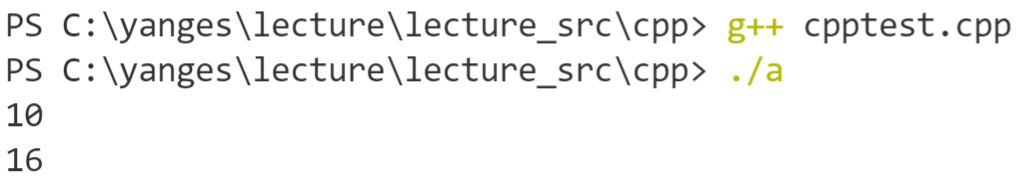 PS C:\yanges\lecture\lecture_src\cpp> g++ cpptest.cpp
PS C:\yanges\lecture\lecture_src\cpp> ./a
10
16